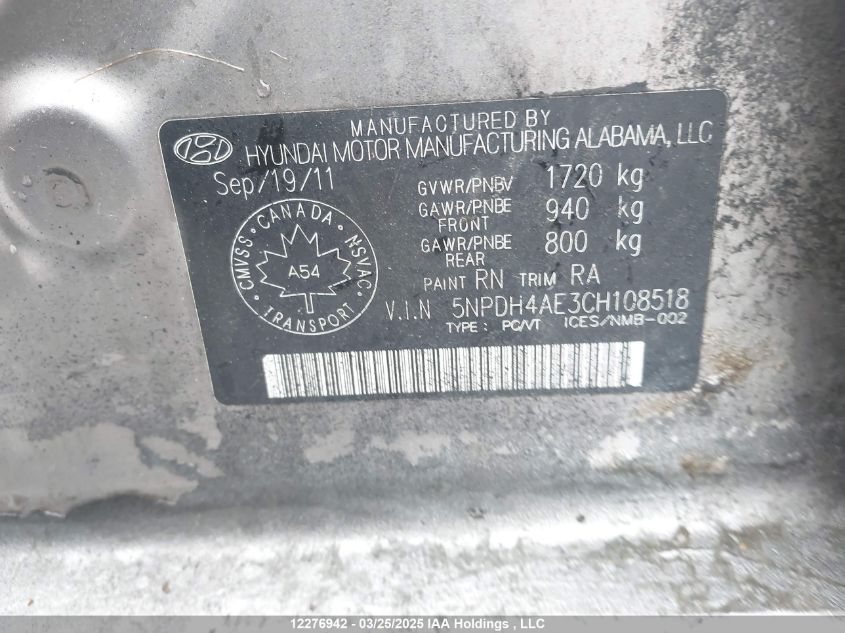 MANUFACTURED BY
HYUNDAI MOTOR MANUFACTURING ALABAMA, LLC
Sep/19/11
GVWR/PNBV 1720 kg
GAWR/PNBE FRONT 940 kg
GAWR/PNBE REAR 800 kg
PAINT RN TRIM RA
V.I.N 5NPDH4AE3CH108518
TYPE: PC/VT ICES/NMB-002
CANADA
CMVSS · NSVAC
A54
TRANSPORT
12276942 - 03/25/2025 IAA Holdings , LLC